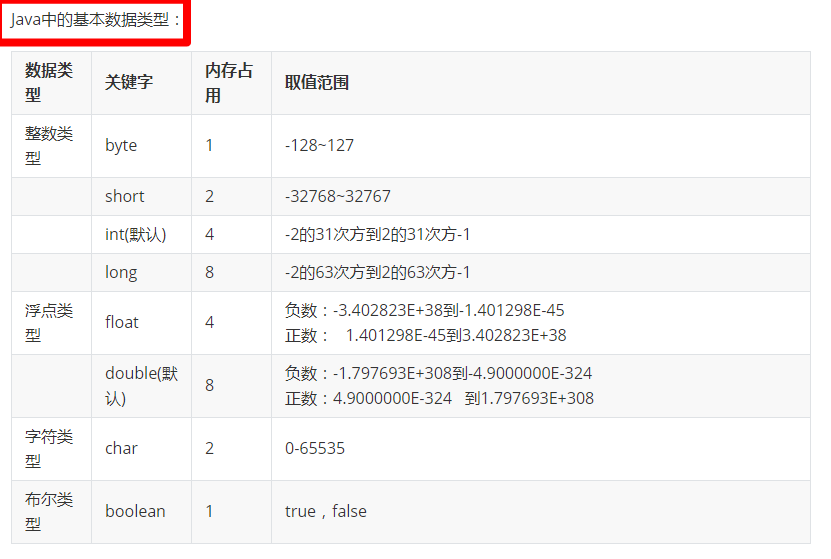 Java中的基本数据类型：
数据类 关键字 内存占 取值范围
型 用
整数类 byte 1 -128~127
型
short 2 -32768~32767
int(默认) 4 -2的31次方到2的31次方-1
long 8 -2的63次方到2的63次方-1
浮点类 float 4 负数：-3.402823E+38到-1.401298E-45
型 正数： 1.401298E-45到3.402823E+38
double(默 8 负数：-1.797693E+308到-4.9000000E-324
认) 正数：4.9000000E-324 到1.797693E+308
字符类 char 2 0-65535
型
布尔类 boolean 1 true，false
型